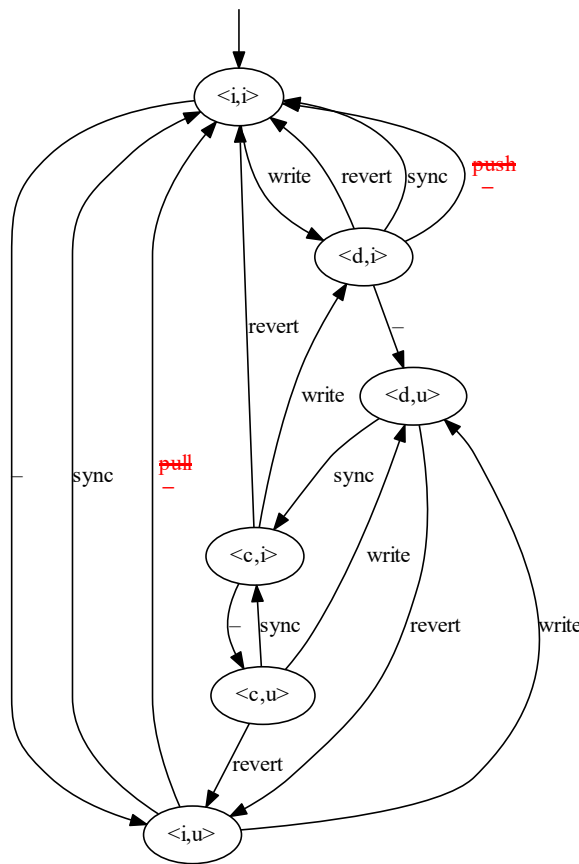 <i,i>
write
revert
sync
push
–
<d,i>
revert
write
–
<d,u>
–
sync
pull
–
sync
<c,i>
write
–
sync
revert
write
<c,u>
revert
<i,u>